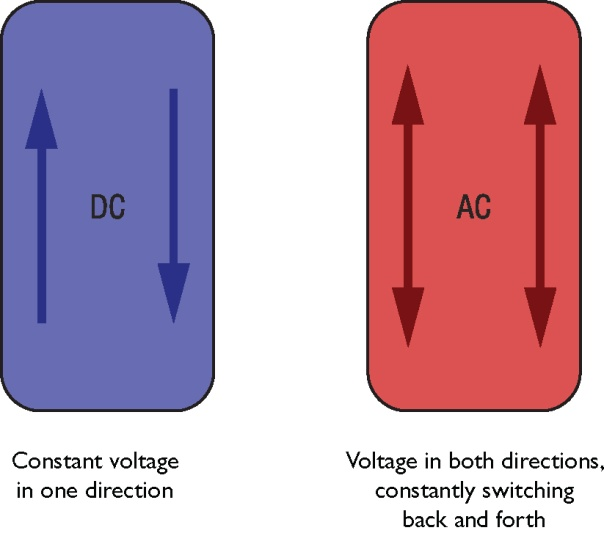 DC
AC
Constant voltage
in one direction
Voltage in both directions,
constantly switching
back and forth